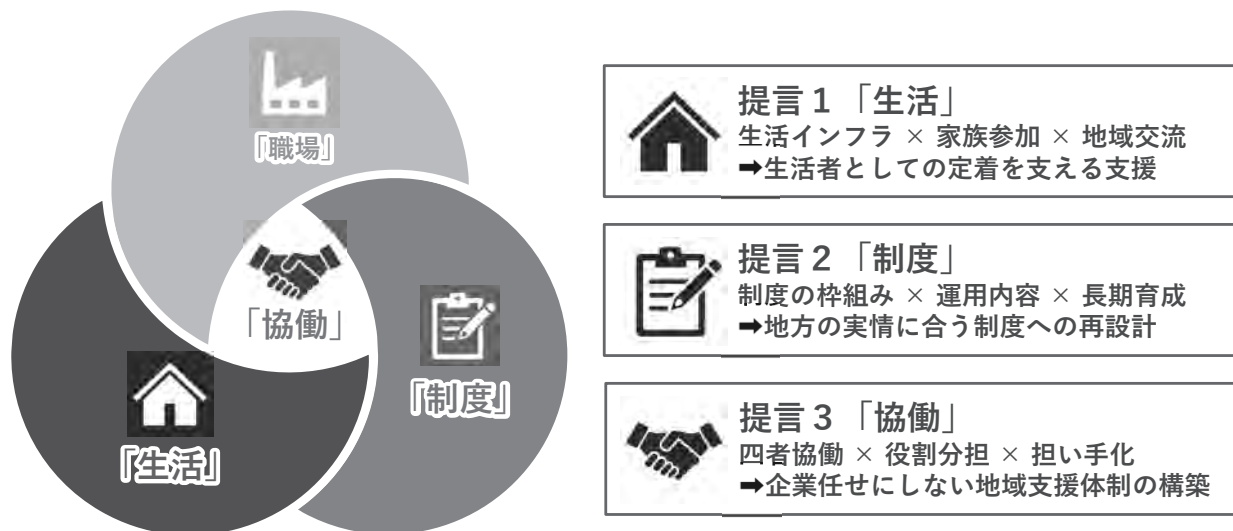 「職場」
「協働」
「制度」
「生活」
提言1「生活」
生活インフラ × 家族参加 × 地域交流
➡生活者としての定着を支える支援
提言2「制度」
制度の枠組み × 運用内容 × 長期育成
➡地方の実情に合う制度への再設計
提言3「協働」
四者協働 × 役割分担 × 担い手化
➡企業任せにしない地域支援体制の構築